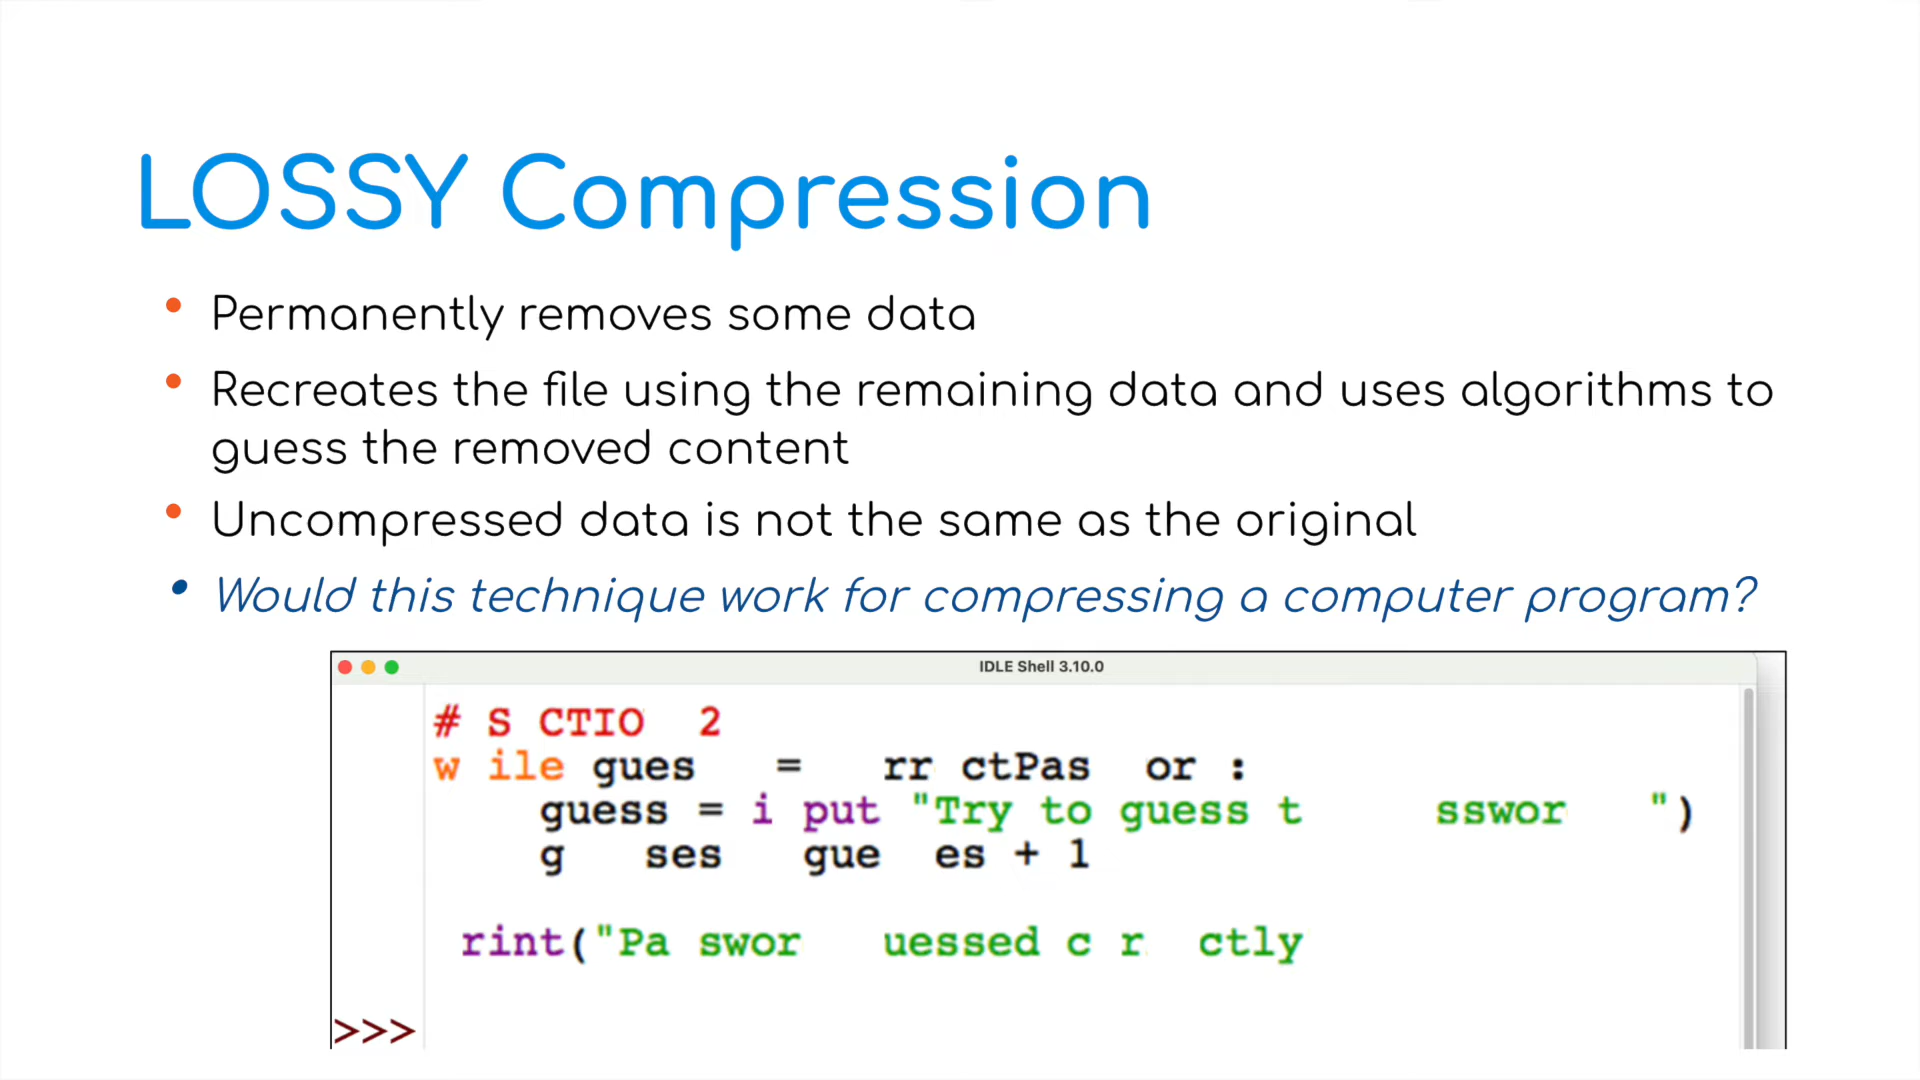 LOSSY Compression
• Permanently removes some data
• Recreates the file using the remaining data and uses algorithms to
guess the removed content
• Uncompressed data is not the same as the original
• Would this technique work for compressing a computer program?
IDLE Shell 3.10.0
# S CTIO  2
w ile gues   =   rr ctPas  or :
    guess = i put "Try to guess t     sswor   ")
    g   ses   gue  es + 1
 rint("Pa swor   uessed c r  ctly
>>>